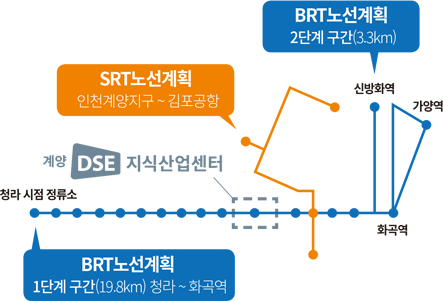 BRT노선계획
2단계 구간(3.3km)
SRT노선계획
인천계양지구 ~ 김포공항
신방화역
가양역
계양 DSE 지식산업센터
청라 시점 정류소
화곡역
BRT노선계획
1단계 구간(19.8km) 청라 ~ 화곡역